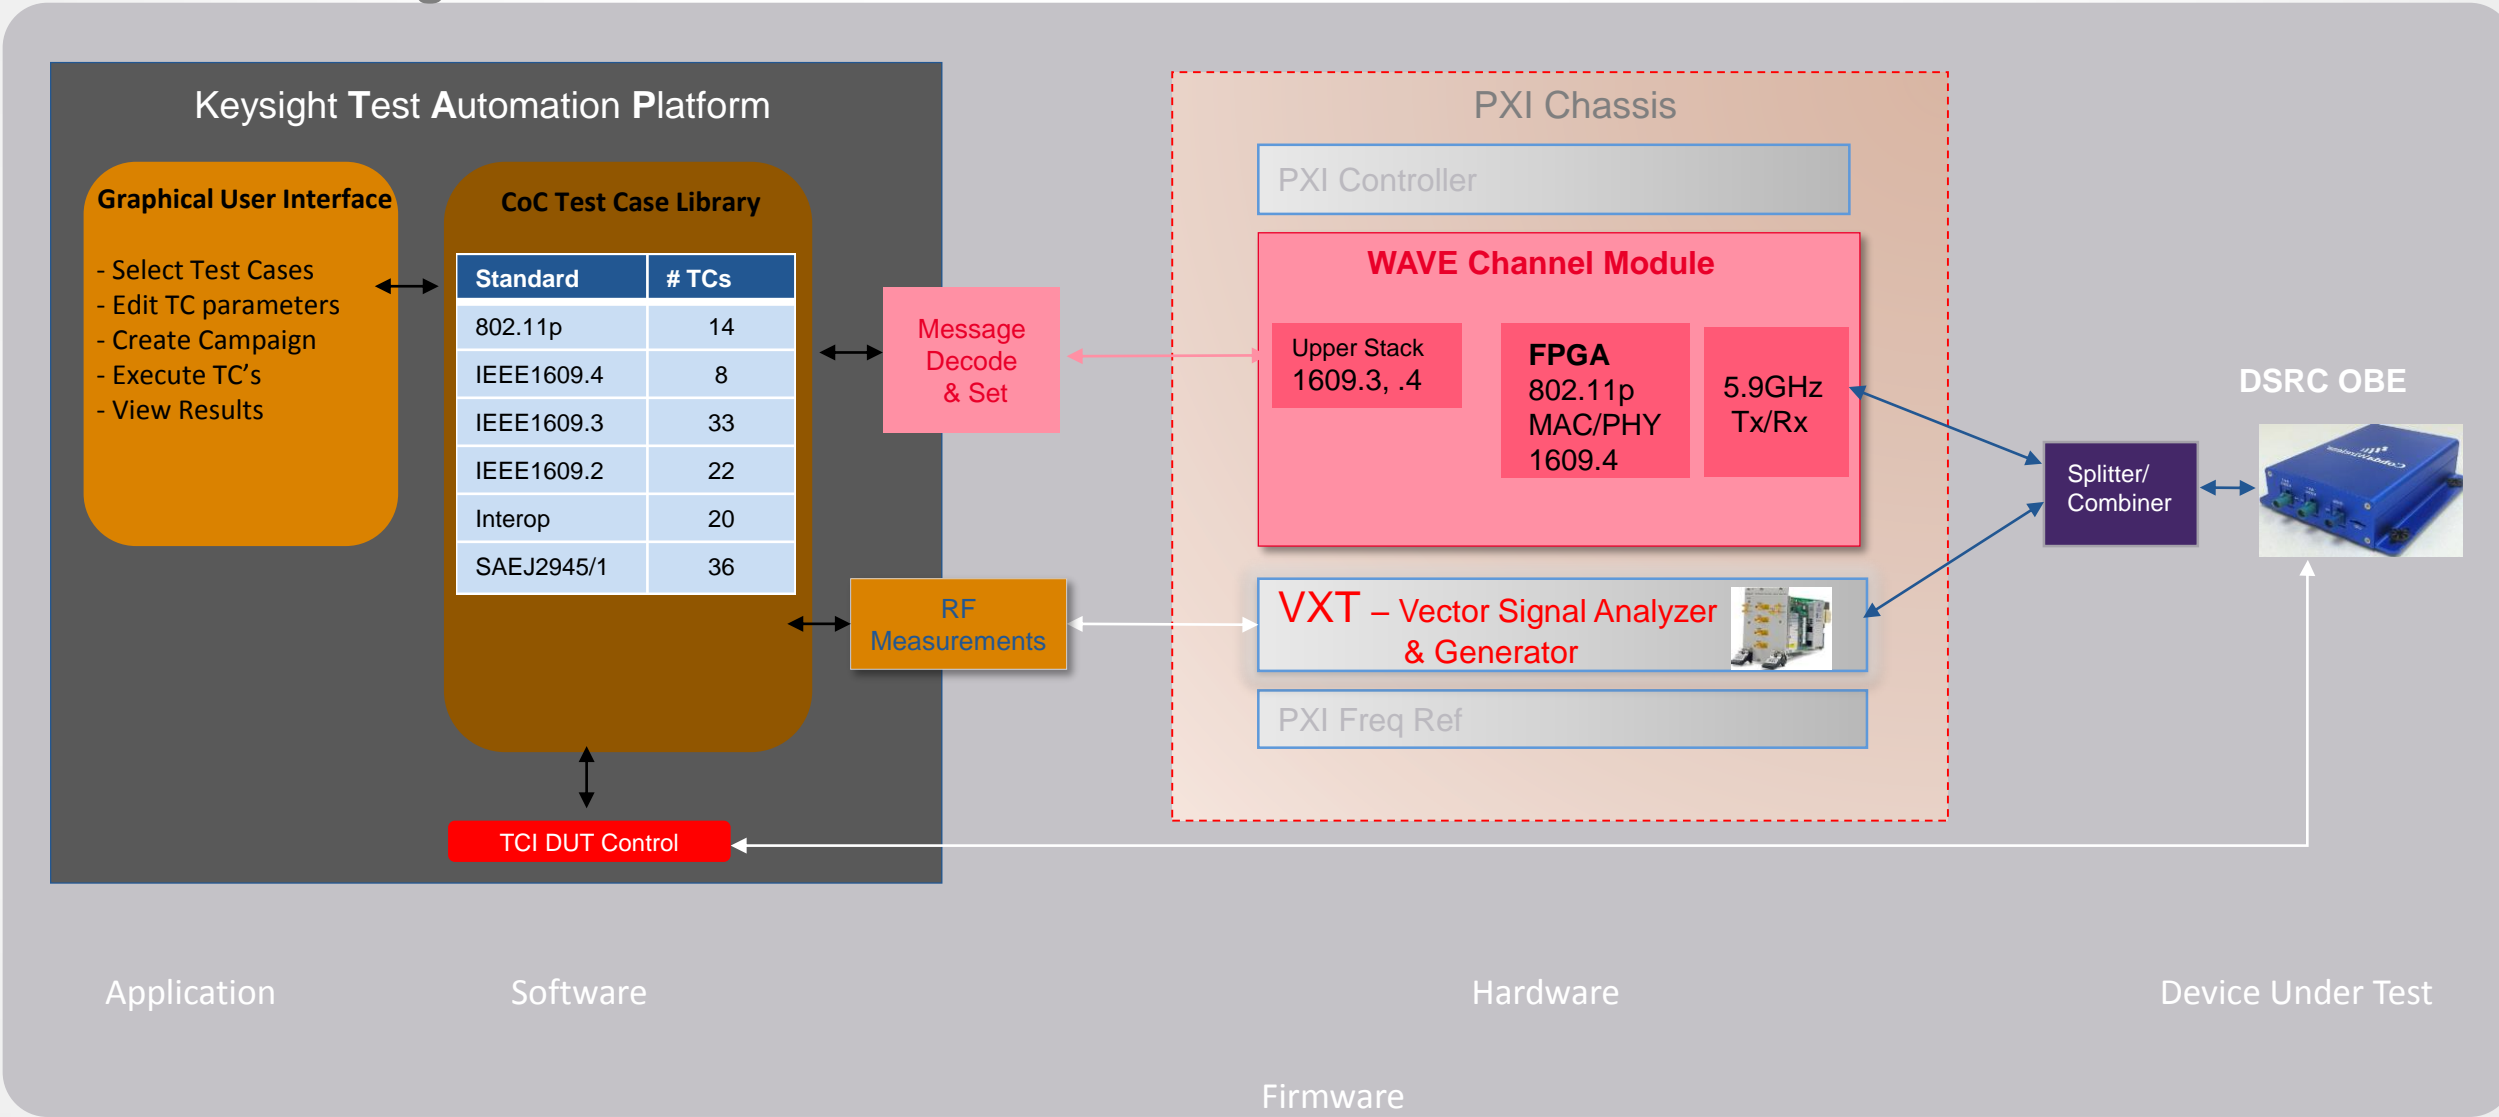 Keysight Test Automation Platform
Graphical User Interface
- Select Test Cases
- Edit TC parameters
- Create Campaign
- Execute TC's
- View Results
CoC Test Case Library
Standard # TCs
802.11p 14
IEEE1609.4 8
IEEE1609.3 33
IEEE1609.2 22
Interop 20
SAEJ2945/1 36
Message
Decode
& Set
RF
Measurements
TCI DUT Control
PXI Chassis
PXI Controller
WAVE Channel Module
Upper Stack
1609.3, .4
FPGA
802.11p
MAC/PHY
1609.4
5.9GHz
Tx/Rx
VXT – Vector Signal Analyzer
& Generator
PXI Freq Ref
Splitter/
Combiner
DSRC OBE
Application
Software
Hardware
Device Under Test
Firmware